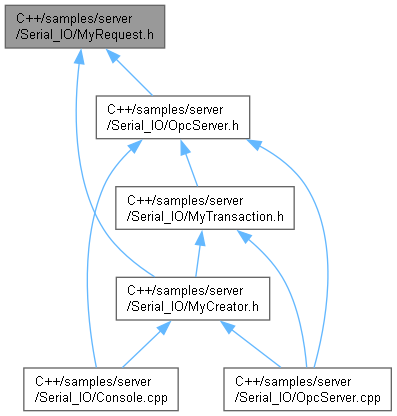 C++/samples/server
/Serial_IO/MyRequest.h
C++/samples/server
/Serial_IO/OpcServer.h
C++/samples/server
/Serial_IO/MyTransaction.h
C++/samples/server
/Serial_IO/MyCreator.h
C++/samples/server
/Serial_IO/Console.cpp
C++/samples/server
/Serial_IO/OpcServer.cpp